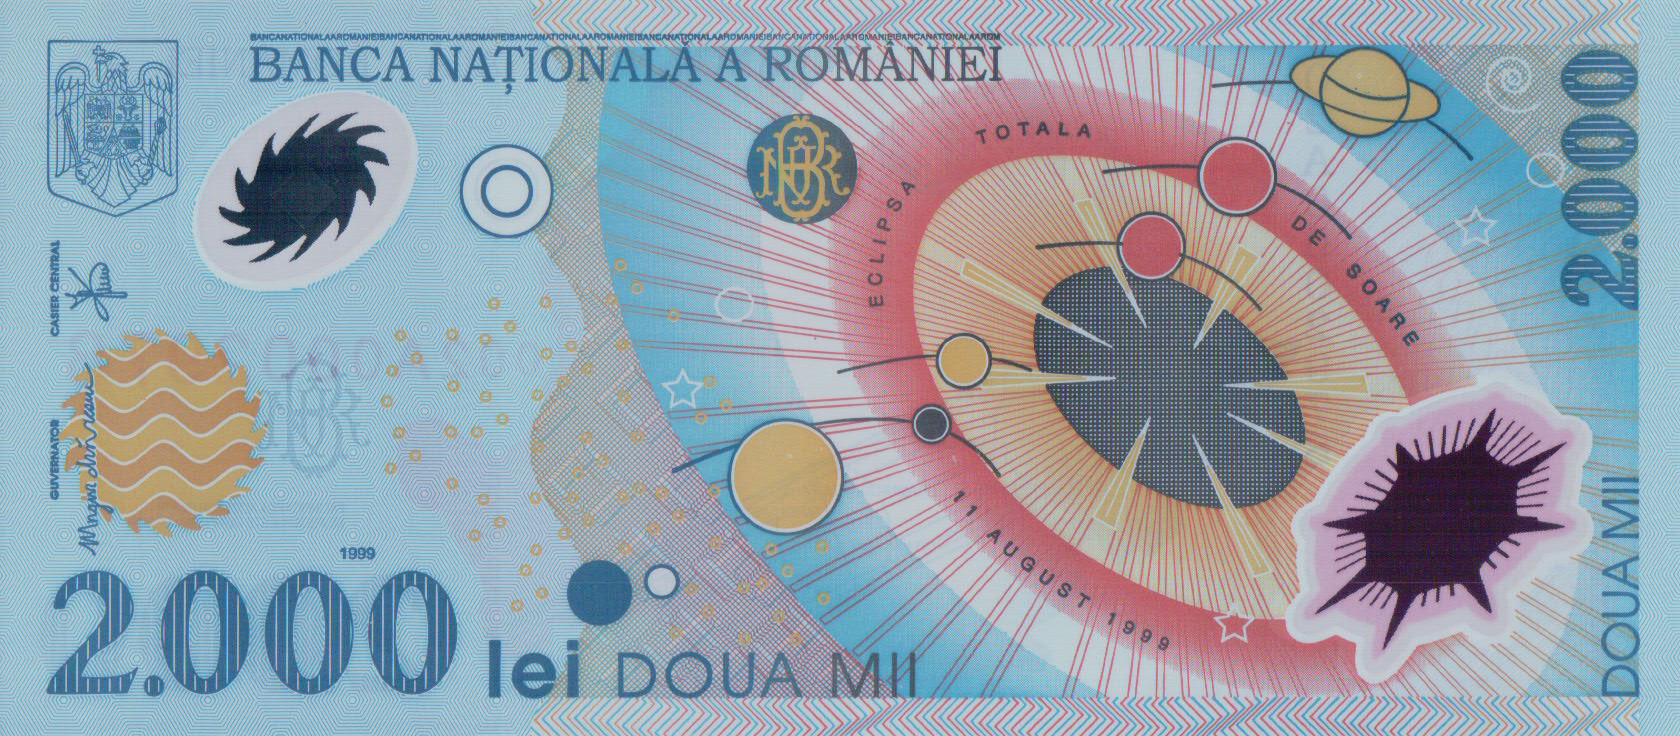 BANCANATIONALAAROMANIEIBANCANATIONALAAROMANIEIBANCANATIONALAAROMANIEIBANCANATIONALAAROMANIEIBANCANATIONALAAROMANIEIBANCANATIONALAAROM
BANCA NAȚIONALĂ A ROMÂNIEI
BNR
ECLIPSA TOTALA DE SOARE
11 AUGUST 1999
CASIER CENTRAL
GUVERNATOR
1999
2.000 lei DOUA MII
2.000
DOUA MII